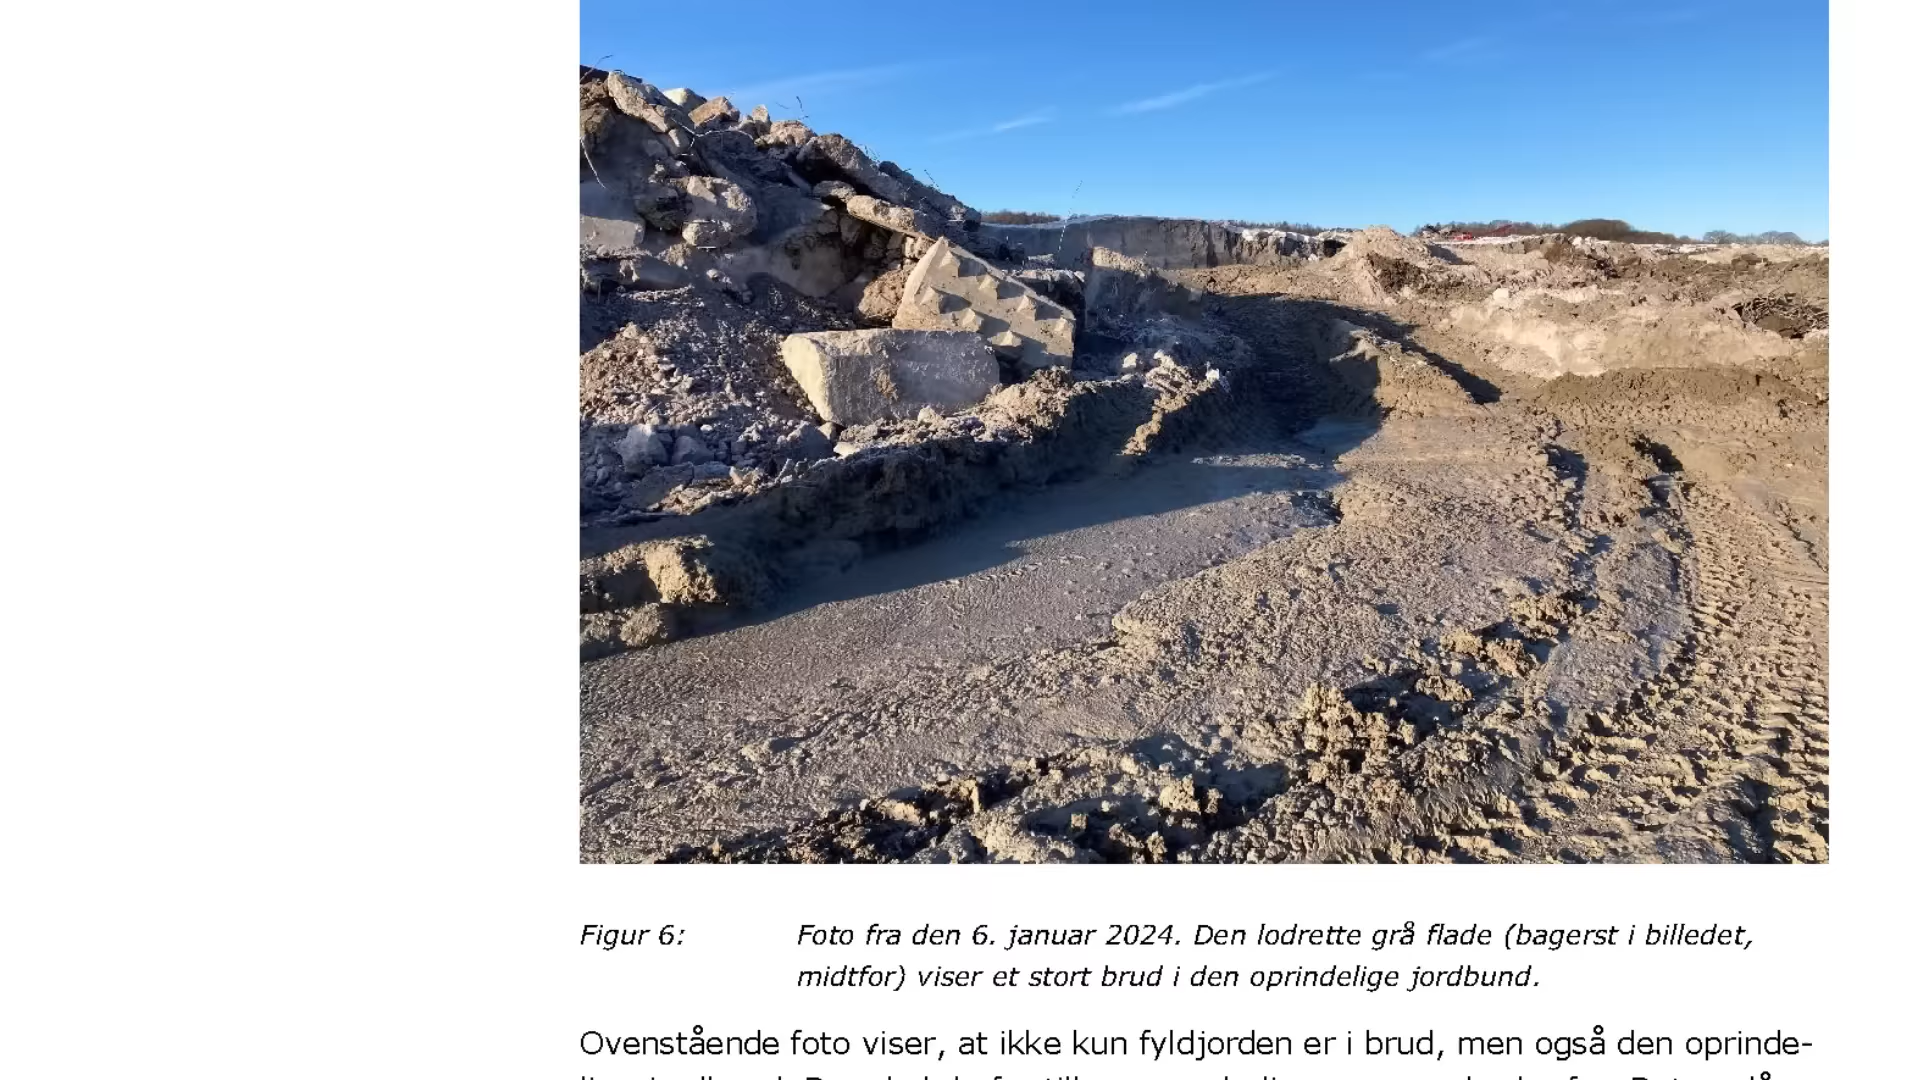 Figur 6: Foto fra den 6. januar 2024. Den lodrette grå flade (bagerst i billedet,
midtfor) viser et stort brud i den oprindelige jordbund.
Ovenstående foto viser, at ikke kun fyldjorden er i brud, men også den oprinde-